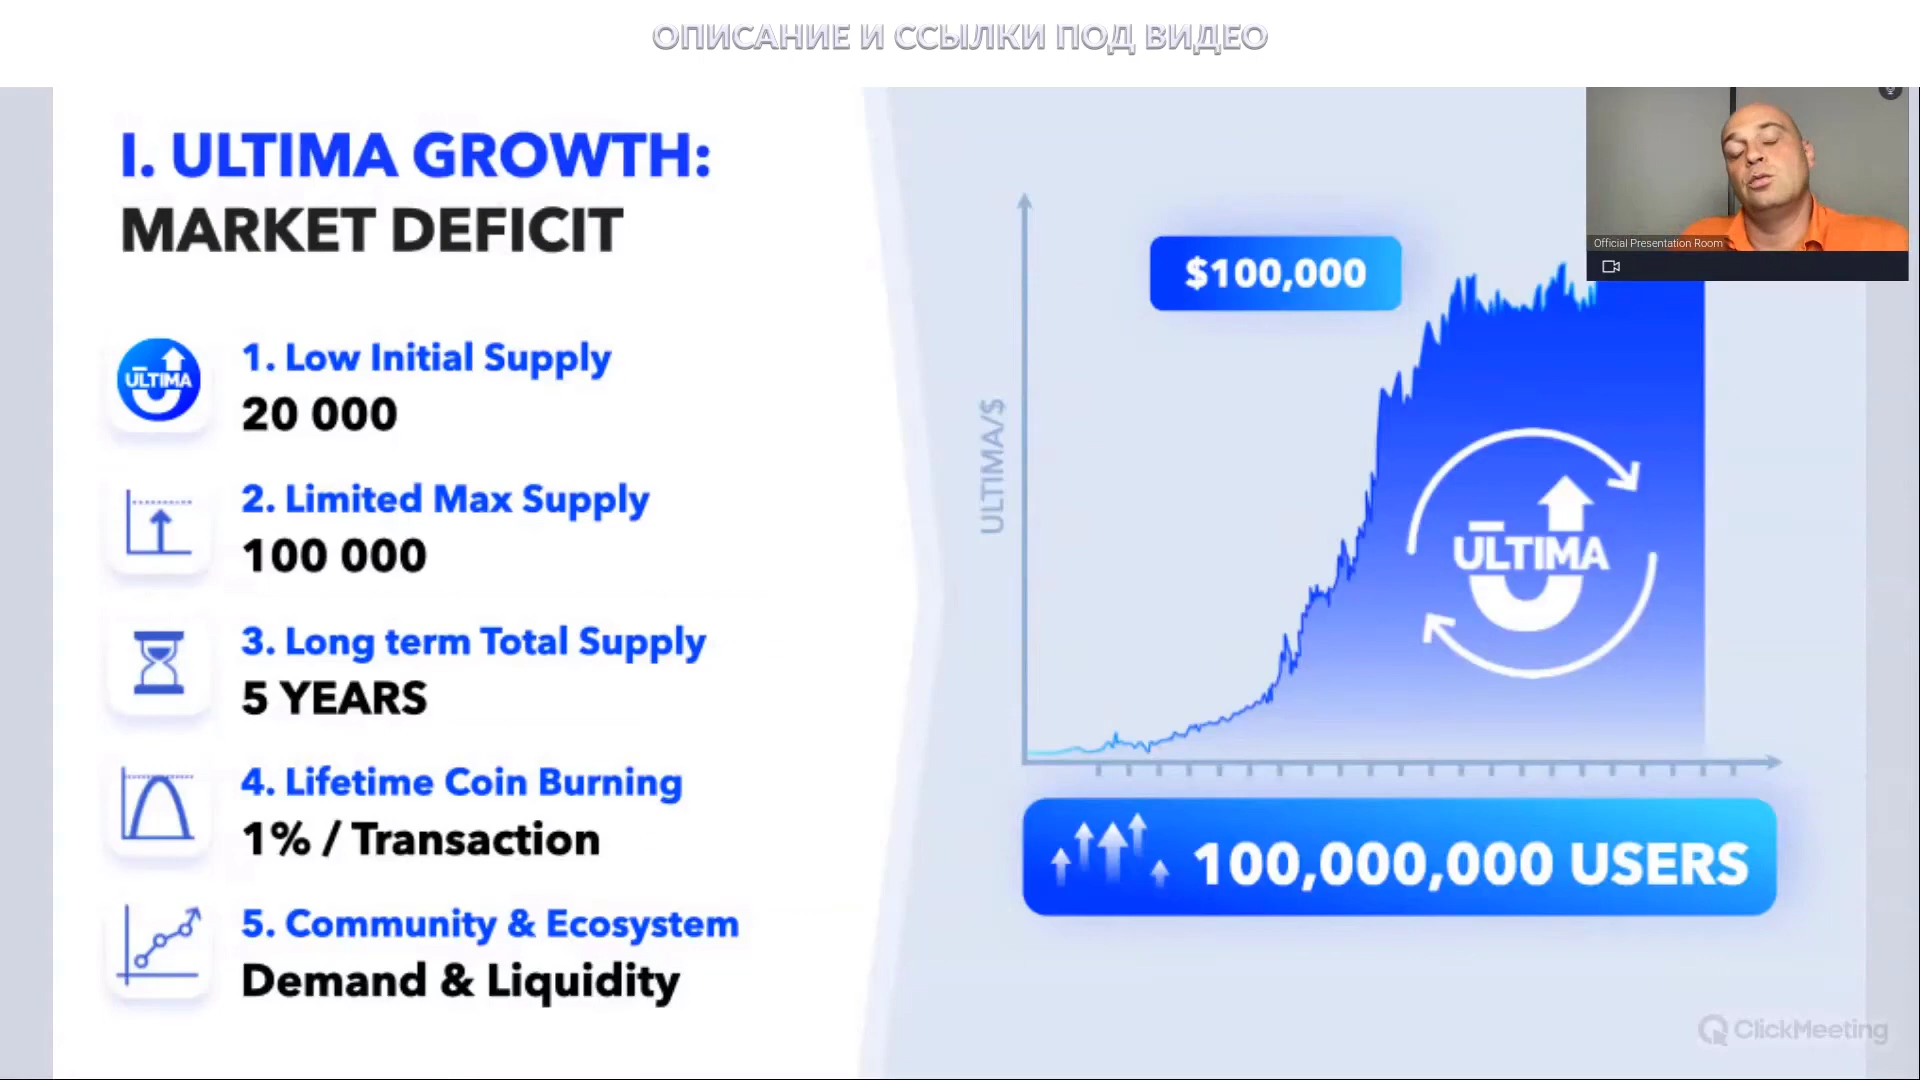 ОПИСАНИЕ И ССЫЛКИ ПОД ВИДЕО
I. ULTIMA GROWTH:
MARKET DEFICIT
ULTIMA
1. Low Initial Supply
20 000
2. Limited Max Supply
100 000
3. Long term Total Supply
5 YEARS
4. Lifetime Coin Burning
1% / Transaction
5. Community & Ecosystem
Demand & Liquidity
ULTIMA/$
$100,000
Official Presentation Room
ULTIMA
100,000,000 USERS
ClickMeeting